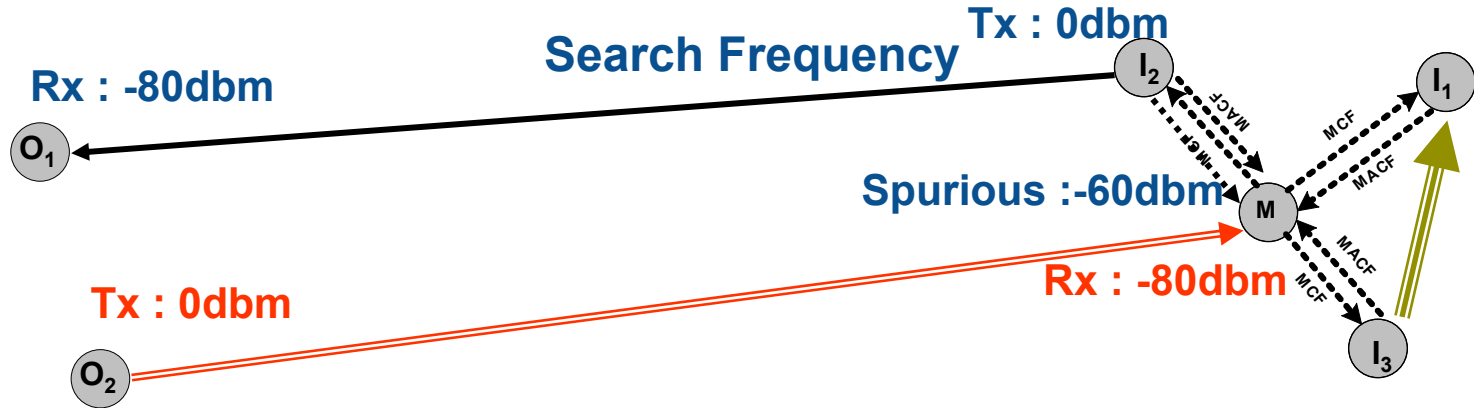 Tx : 0dbm
Search Frequency
I2
I1
Rx : -80dbm
MACF
MCF
MCF
O1
MACF
Spurious :-60dbm
M
MACF
Rx : -80dbm
MCF
Tx : 0dbm
I3
O2